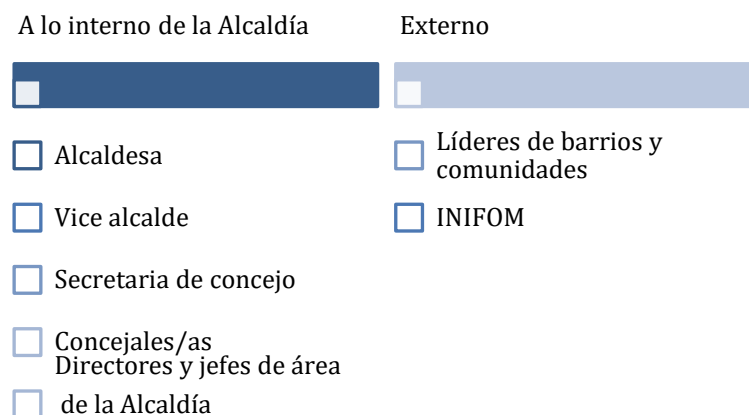 A lo interno de la Alcaldía
Alcaldesa
Vice alcalde
Secretaria de concejo
Concejales/as
Directores y jefes de área
de la Alcaldía
Externo
Líderes de barrios y
comunidades
INIFOM